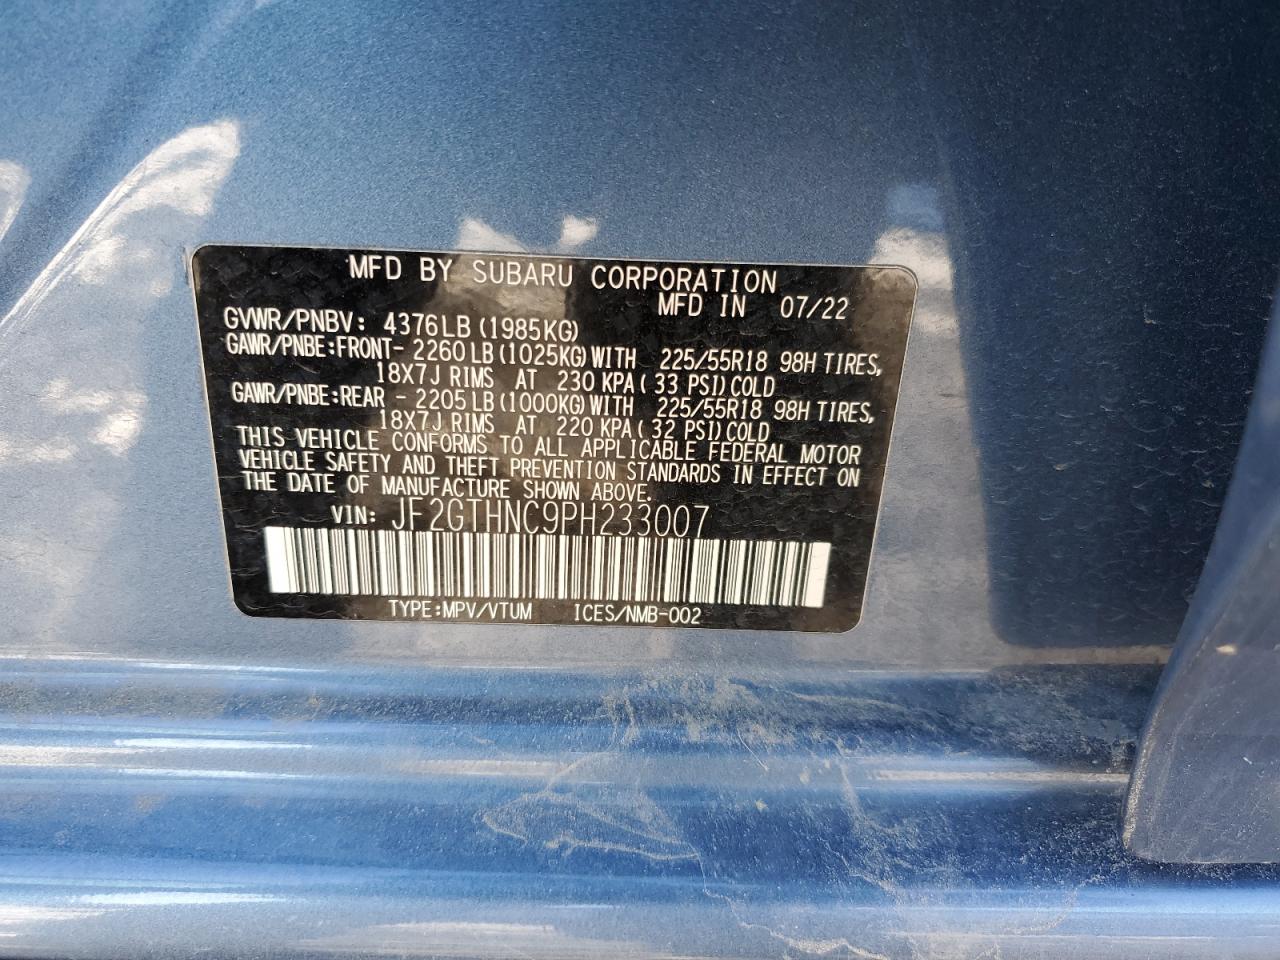 MFD BY SUBARU CORPORATION
MFD IN 07/22
GVWR/PNBV: 4376LB (1985KG)
GAWR/PNBE:FRONT- 2260 LB (1025KG) WITH 225/55R18 98H TIRES,
18X7J RIMS AT 230 KPA ( 33 PSI) COLD
GAWR/PNBE:REAR - 2205 LB (1000KG) WITH 225/55R18 98H TIRES,
18X7J RIMS AT 220 KPA ( 32 PSI) COLD
THIS VEHICLE CONFORMS TO ALL APPLICABLE FEDERAL MOTOR
VEHICLE SAFETY AND THEFT PREVENTION STANDARDS IN EFFECT ON
THE DATE OF MANUFACTURE SHOWN ABOVE.
VIN: JF2GTHNC9PH233007
TYPE:MPV/VTUM ICES/NMB-002